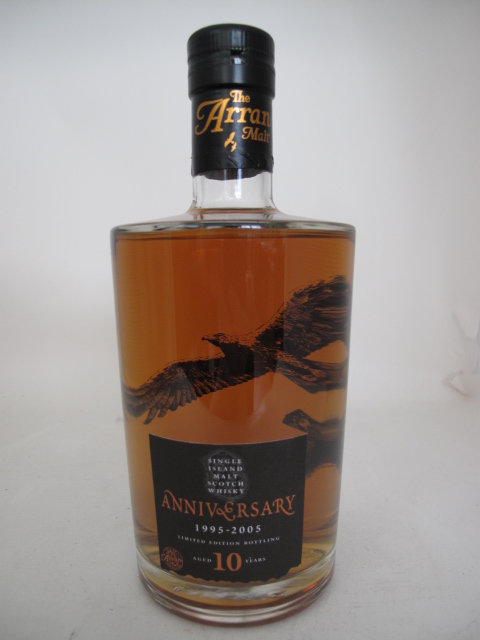 The
Arran
Malt
SINGLE
ISLAND
MALT
SCOTCH
WHISKY
ANNIVERSARY
1995-2005
LIMITED EDITION BOTTLING
AGED 10 YEARS